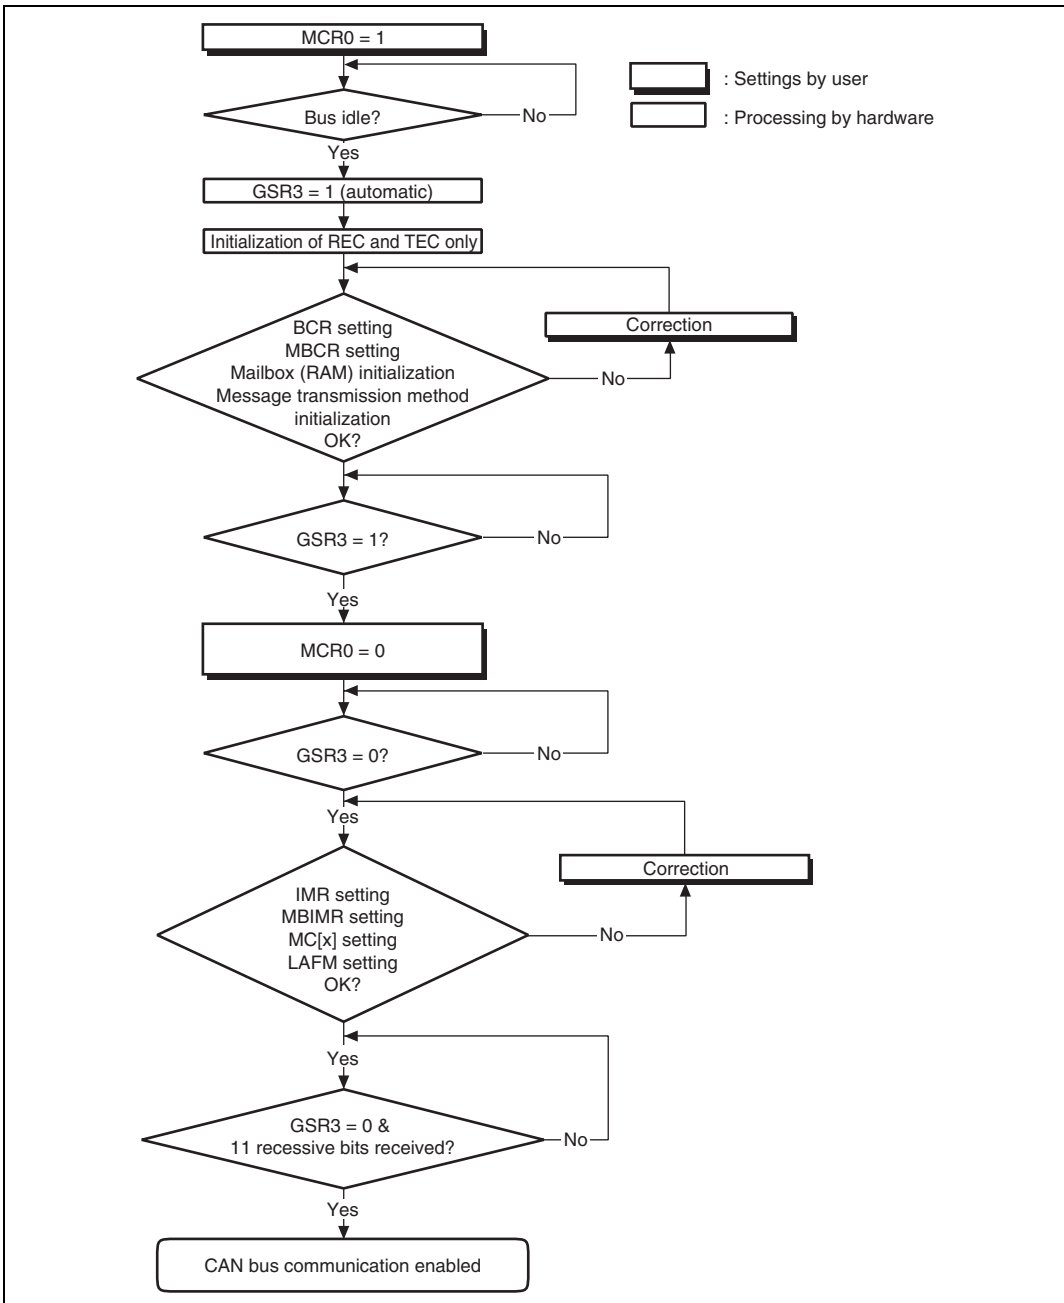 MCR0 = 1
: Settings by user
Bus idle?
No
: Processing by hardware
Yes
GSR3 = 1 (automatic)
Initialization of REC and TEC only
BCR setting
MBCR setting
Mailbox (RAM) initialization
Message transmission method
initialization
OK?
No
Correction
GSR3 = 1?
No
Yes
MCR0 = 0
GSR3 = 0?
No
Yes
IMR setting
MBIMR setting
MC[x] setting
LAFM setting
OK?
No
Correction
Yes
GSR3 = 0 &
11 recessive bits received?
No
Yes
CAN bus communication enabled